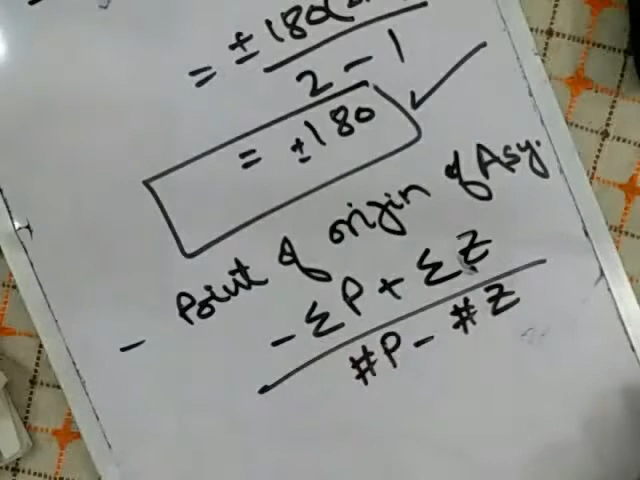 = ± 180(
2 - 1
= ±180
- Point of origin of Asy.
-ΣP + ΣZ
#P - #Z